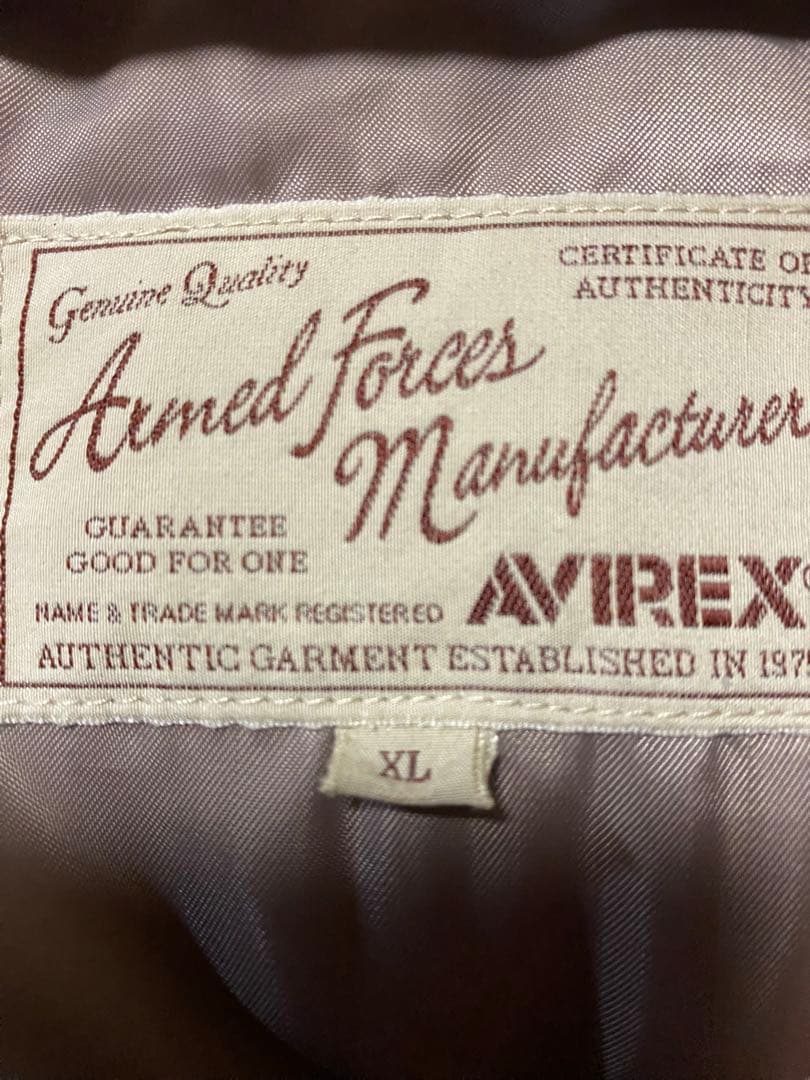 Genuine Quality
CERTIFICATE OF
AUTHENTICITY
Armed Forces
Manufacturer
GUARANTEE
GOOD FOR ONE
NAME & TRADE MARK REGISTERED
AVIREX
AUTHENTIC GARMENT ESTABLISHED IN 1975
XL